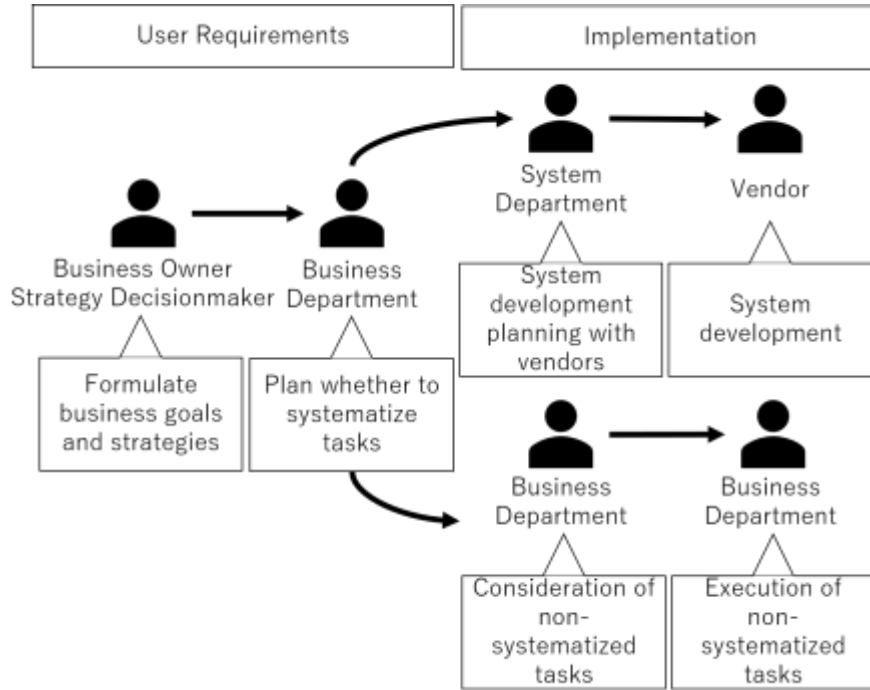 User Requirements
Implementation
System
Department
Vendor
Business Owner
Strategy Decisionmaker
Business
Department
System
development
planning with
vendors
System
development
Formulate
business goals
and strategies
Plan whether to
systematize
tasks
Business
Department
Business
Department
Consideration of
non-
systematized
tasks
Execution of
non-
systematized
tasks